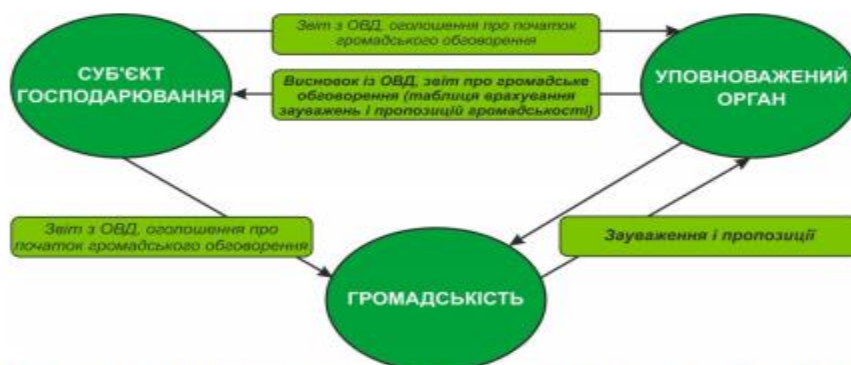 Звіт з ОВД, оголошення про початок
громадського обговорення
СУБ'ЄКТ
ГОСПОДАРЮВАННЯ
Висновок із ОВД, звіт про громадське
обговорення (таблиця врахування
зауважень і пропозицій громадськості)
УПОВНОВАЖЕНИЙ
ОРГАН
Звіт з ОВД, оголошення про
початок громадського обговорення
Зауваження і пропозиції
ГРОМАДСЬКІСТЬ